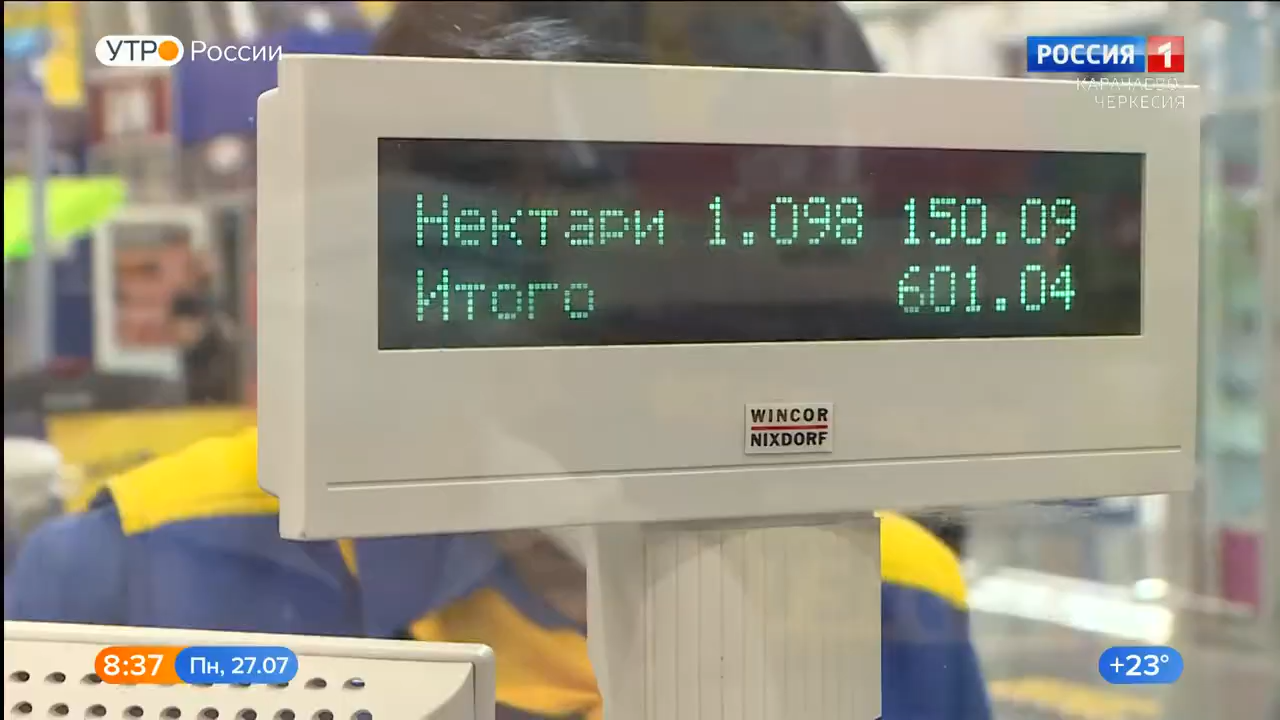 УТРО России
РОССИЯ 1
КАРАЧАЕВО-
ЧЕРКЕСИЯ
Нектари 1.098 150.09
Итого 601.04
WINCOR
NIXDORF
8:37 Пн, 27.07
+23°